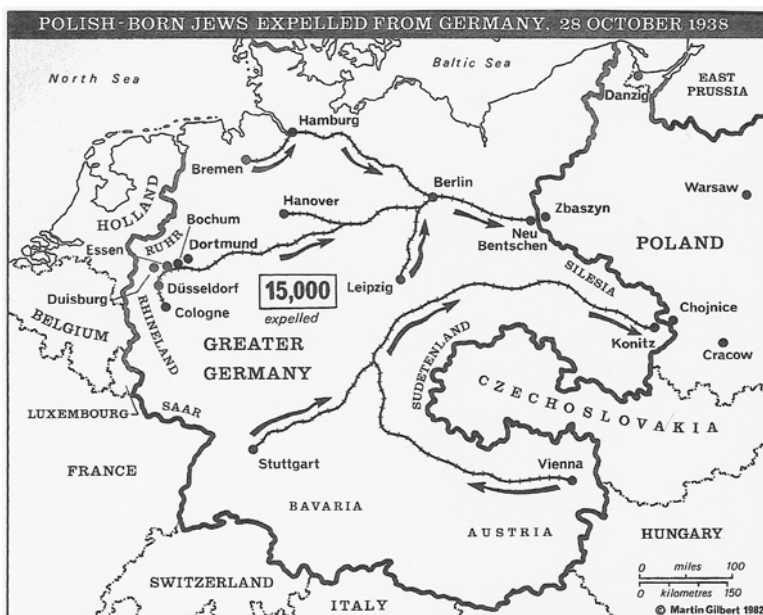 POLISH-BORN JEWS EXPELLED FROM GERMANY, 28 OCTOBER 1938
North Sea
Baltic Sea
EAST
PRUSSIA
Danzig
Hamburg
Bremen
Berlin
Warsaw
HOLLAND
Hanover
Zbaszyn
Neu
Bentschen
Bochum
Essen
RUHR
Dortmund
POLAND
SILESIA
Duisburg
Düsseldorf
Cologne
RHINELAND
15,000
expelled
Leipzig
BELGIUM
Chojnice
Konitz
Cracow
GREATER
GERMANY
SUDETENLAND
CZECHOSLOVAKIA
LUXEMBOURG
SAAR
FRANCE
Stuttgart
Vienna
BAVARIA
AUSTRIA
HUNGARY
SWITZERLAND
ITALY
0 miles 100
0 kilometres 150
© Martin Gilbert 1982